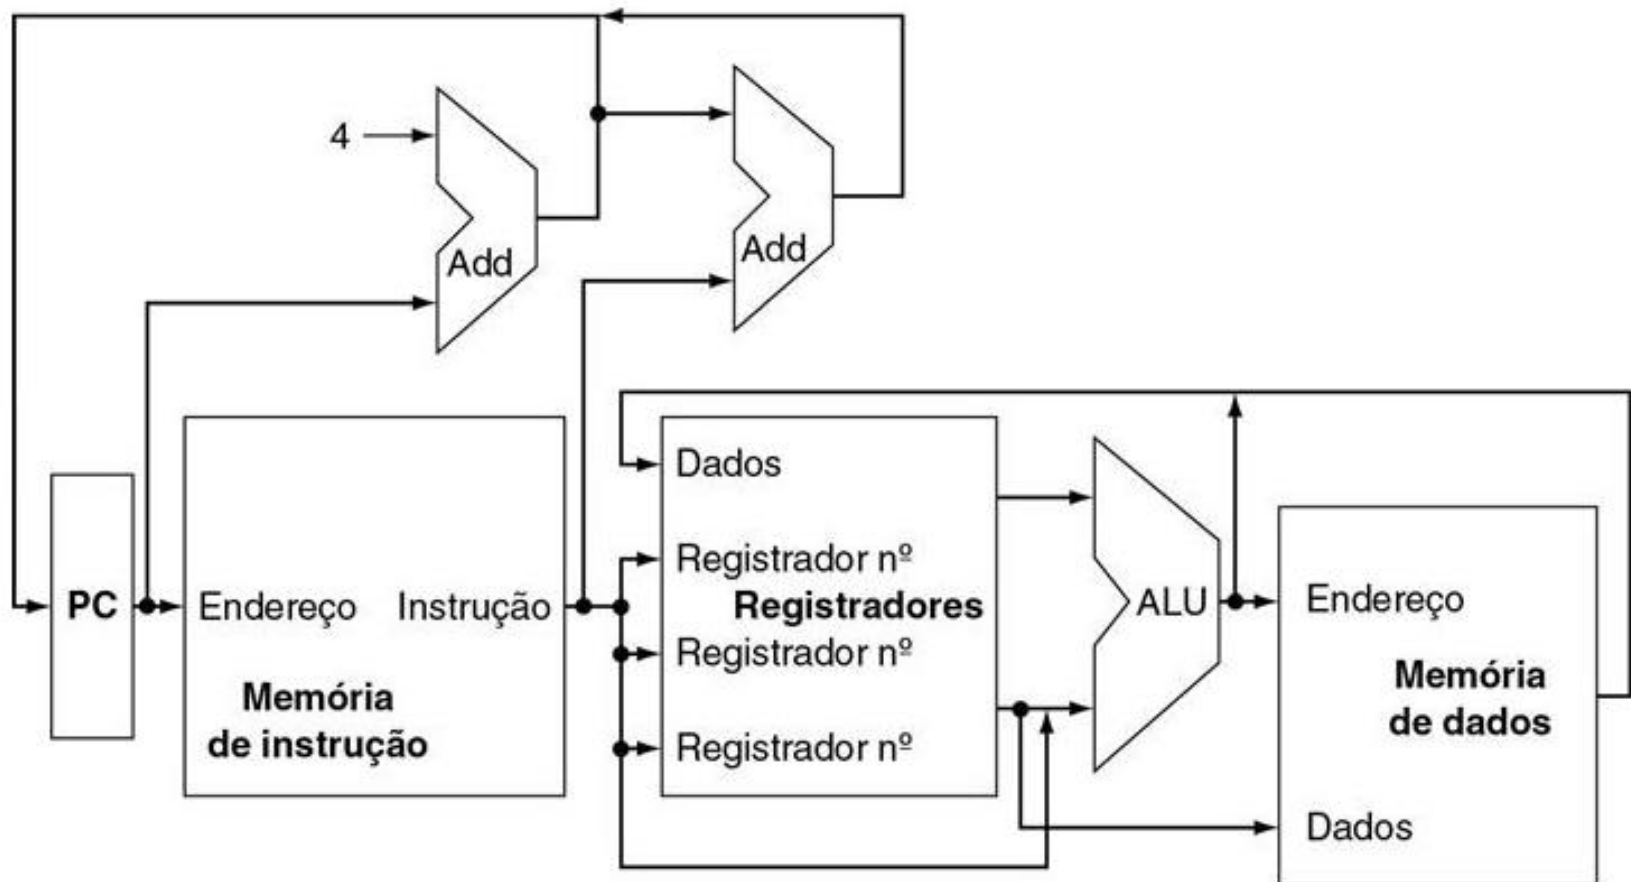 4
Add
Add
Dados
Registrador nº
PC
Endereço
Instrução
Registradores
ALU
Endereço
Registrador nº
Memória
de instrução
Memória
de dados
Registrador nº
Dados